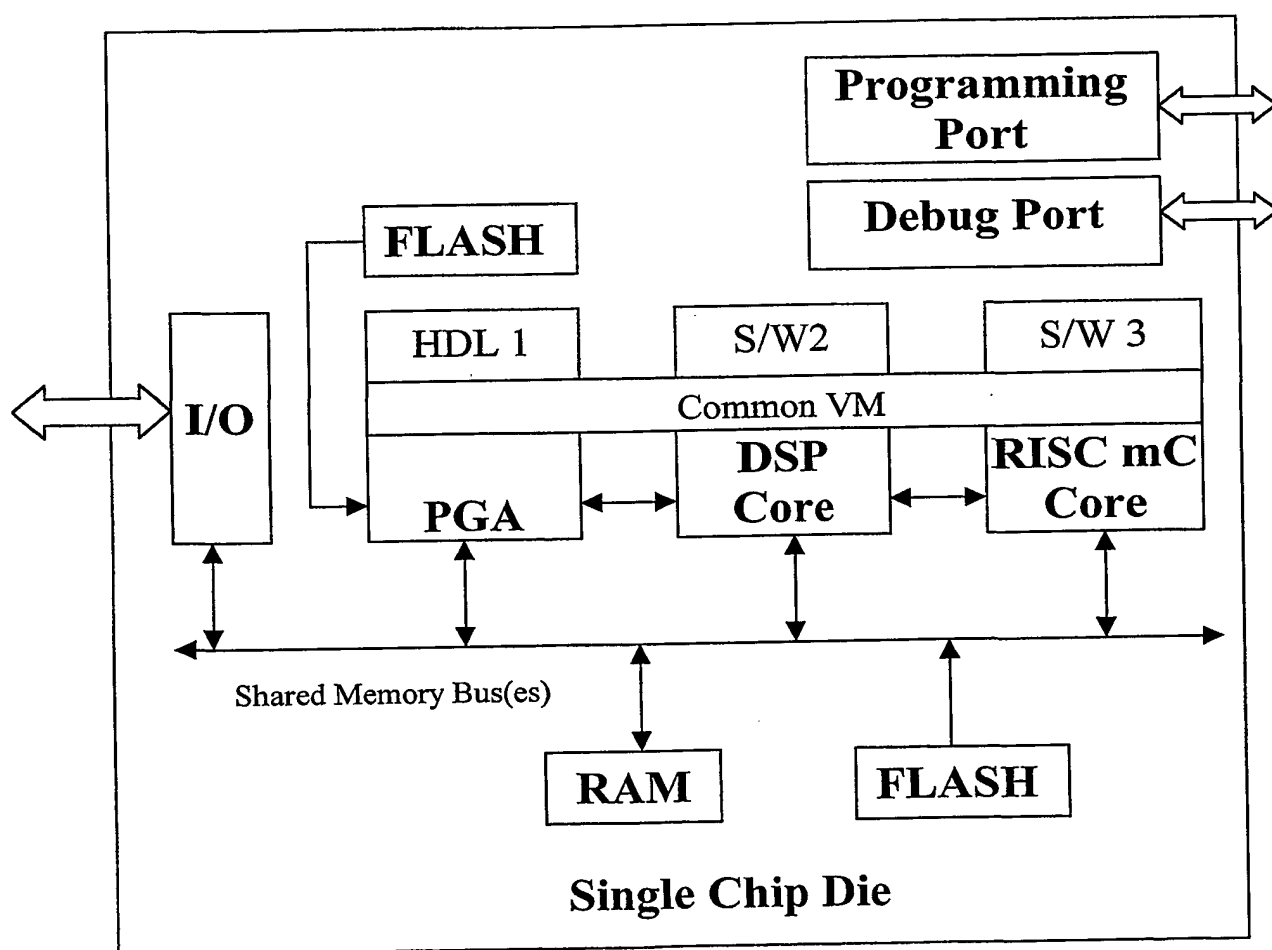 Programming
Port
Debug Port
FLASH
HDL 1
S/W2
S/W 3
I/O
Common VM
PGA
DSP
Core
RISC mC
Core
Shared Memory Bus(es)
RAM
FLASH
Single Chip Die